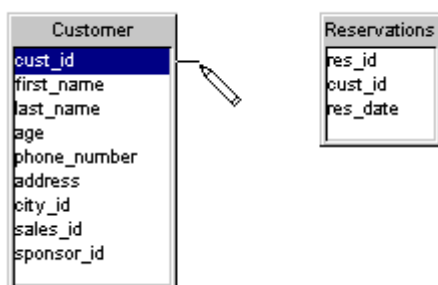 Customer
cust_id
first_name
last_name
age
phone_number
address
city_id
sales_id
sponsor_id
Reservations
res_id
cust_id
res_date